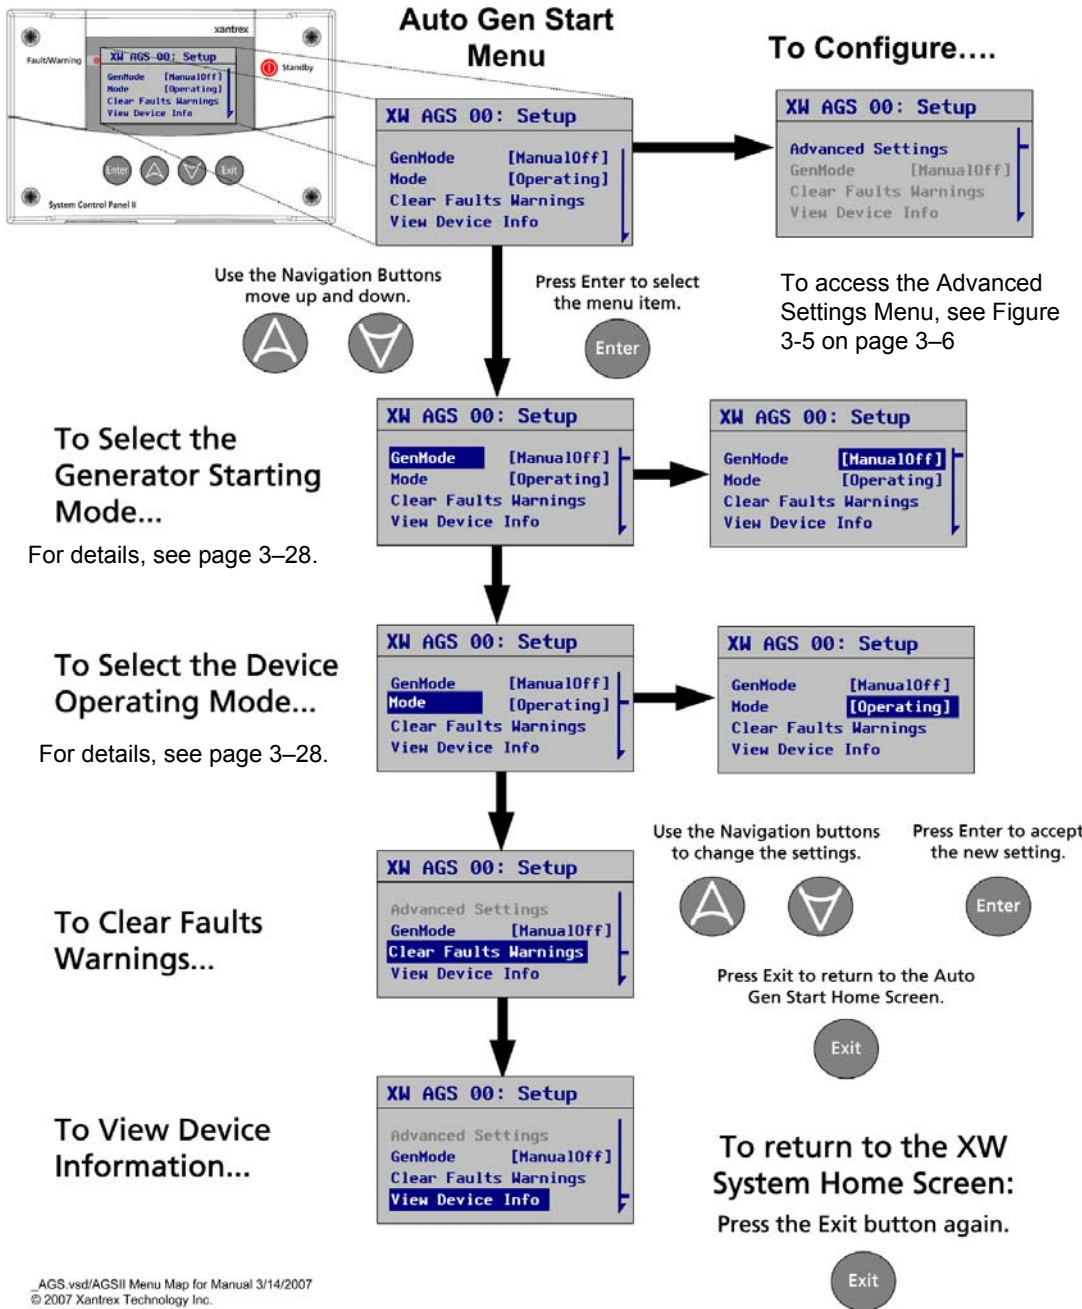 Auto Gen Start
Menu
To Configure....
xantrex
Fault/Warning
Standby
XW AGS 00: Setup
GenMode [ManualOff]
Mode [Operating]
Clear Faults Warnings
View Device Info
Enter
Exit
System Control Panel II
XW AGS 00: Setup
GenMode [ManualOff]
Mode [Operating]
Clear Faults Warnings
View Device Info
XW AGS 00: Setup
Advanced Settings
GenMode [ManualOff]
Clear Faults Warnings
View Device Info
Use the Navigation Buttons
move up and down.
Press Enter to select
the menu item.
Enter
To access the Advanced
Settings Menu, see Figure
3-5 on page 3–6
To Select the
Generator Starting
Mode...
For details, see page 3–28.
XW AGS 00: Setup
GenMode [ManualOff]
Mode [Operating]
Clear Faults Warnings
View Device Info
XW AGS 00: Setup
GenMode [ManualOff]
Mode [Operating]
Clear Faults Warnings
View Device Info
To Select the Device
Operating Mode...
For details, see page 3–28.
XW AGS 00: Setup
GenMode [ManualOff]
Mode [Operating]
Clear Faults Warnings
View Device Info
XW AGS 00: Setup
GenMode [ManualOff]
Mode [Operating]
Clear Faults Warnings
View Device Info
Use the Navigation buttons
to change the settings.
Press Enter to accept
the new setting.
Enter
To Clear Faults
Warnings...
XW AGS 00: Setup
Advanced Settings
GenMode [ManualOff]
Clear Faults Warnings
View Device Info
Press Exit to return to the Auto
Gen Start Home Screen.
Exit
To View Device
Information...
XW AGS 00: Setup
Advanced Settings
GenMode [ManualOff]
Clear Faults Warnings
View Device Info
To return to the XW
System Home Screen:
Press the Exit button again.
Exit
_AGS.vsd/AGSII Menu Map for Manual 3/14/2007
© 2007 Xantrex Technology Inc.